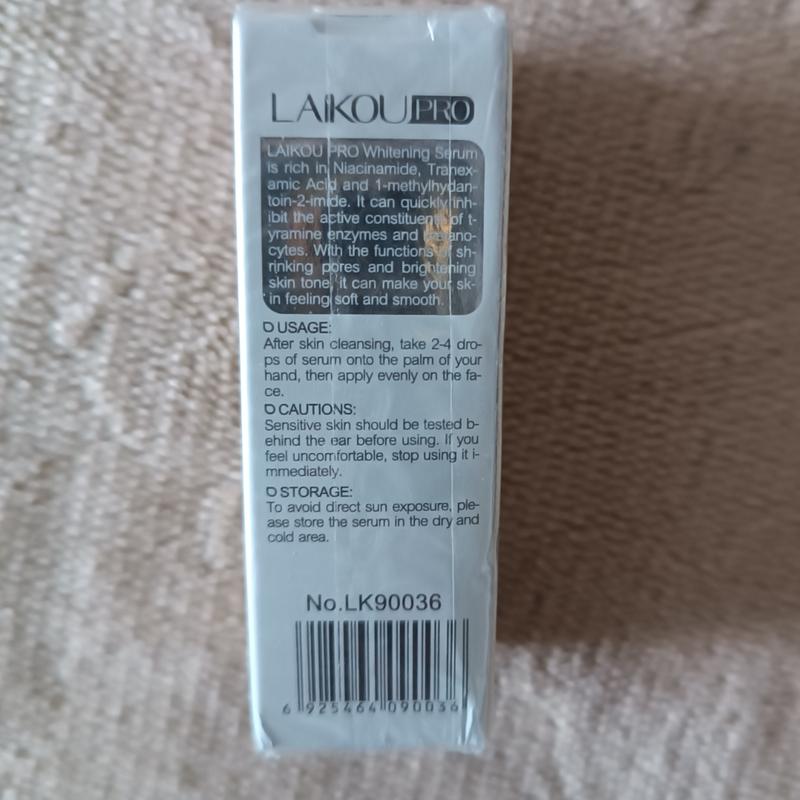 LAIKOU PRO
LAIKOU PRO Whitening Serum
is rich in Niacinamide, Tranex-
amic Acid and 1-methylhydan-
toin-2-imide. It can quickly inh-
ibit the active constituents of t-
yramine enzymes and melano-
cytes. With the functions of sh-
rinking pores and brightening
skin tone, it can make your sk-
in feeling soft and smooth.
USAGE:
After skin cleansing, take 2-4 dro-
ps of serum onto the palm of your
hand, then apply evenly on the fa-
ce.
CAUTIONS:
Sensitive skin should be tested b-
ehind the ear before using. If you
feel uncomfortable, stop using it i-
mmediately.
STORAGE:
To avoid direct sun exposure, ple-
ase store the serum in the dry and
cold area.
No.LK90036
6 925464 090036